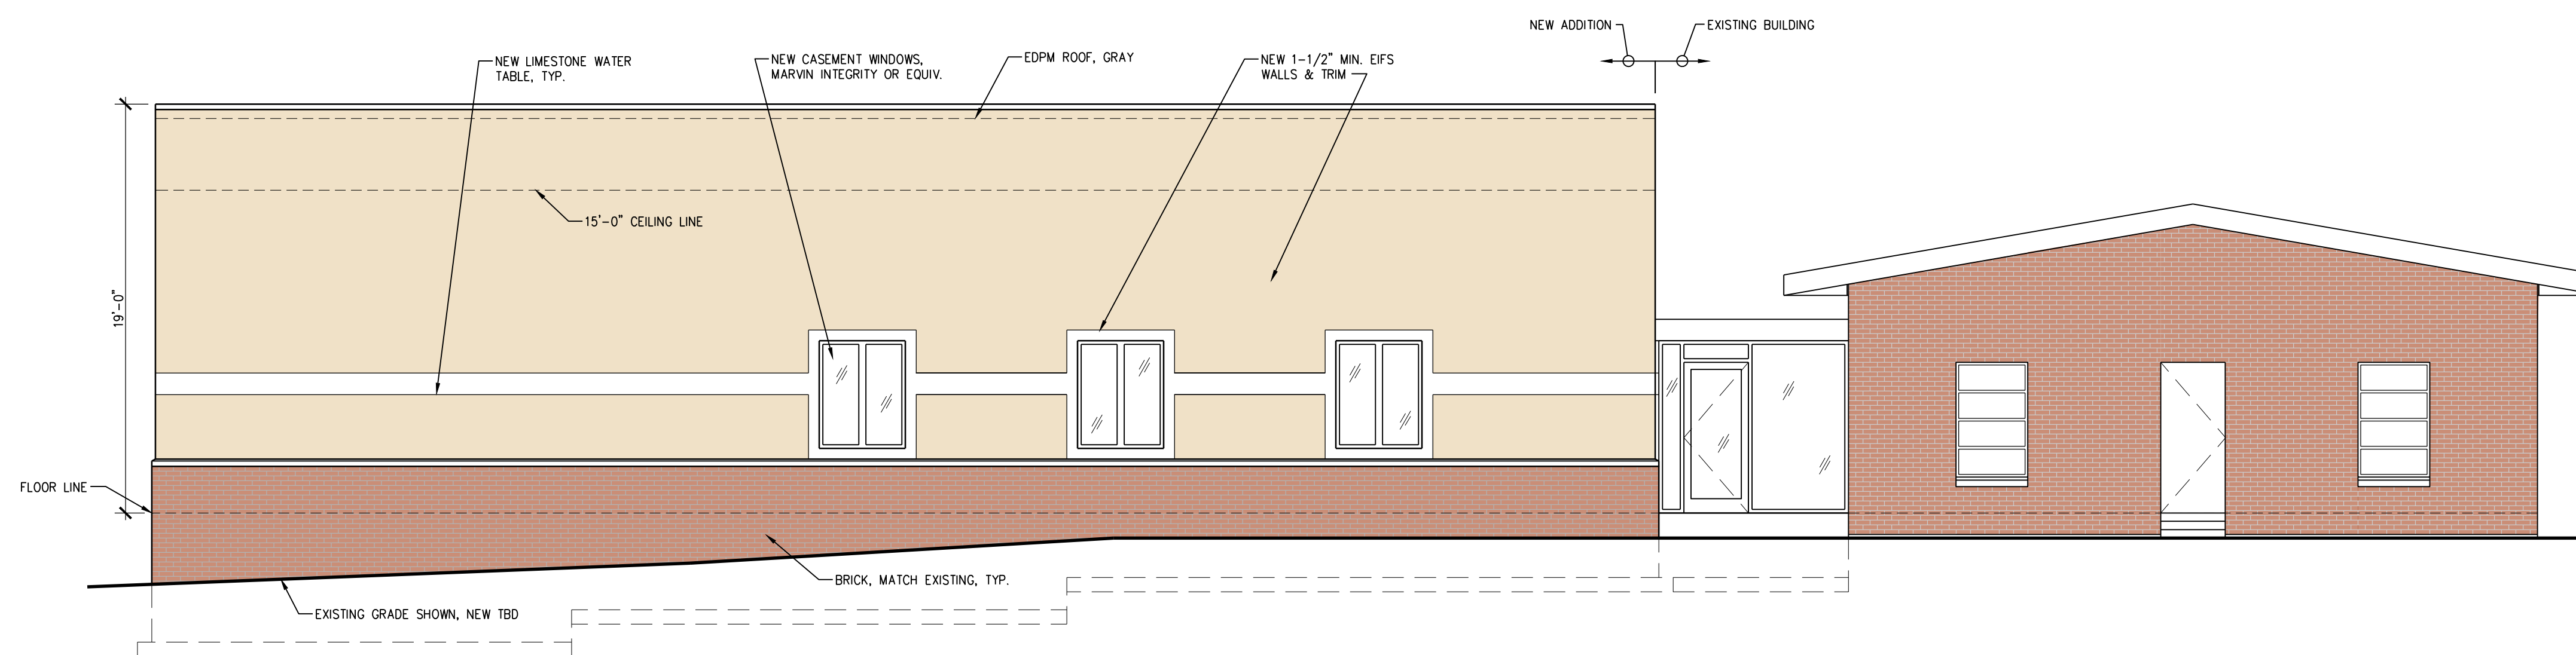 NEW ADDITION
EXISTING BUILDING
NEW LIMESTONE WATER
TABLE, TYP.
NEW CASEMENT WINDOWS,
MARVIN INTEGRITY OR EQUIV.
EDPM ROOF, GRAY
NEW 1-1/2" MIN. EIFS
WALLS & TRIM
15'-0" CEILING LINE
19'-0"
FLOOR LINE
BRICK, MATCH EXISTING, TYP.
EXISTING GRADE SHOWN, NEW TBD